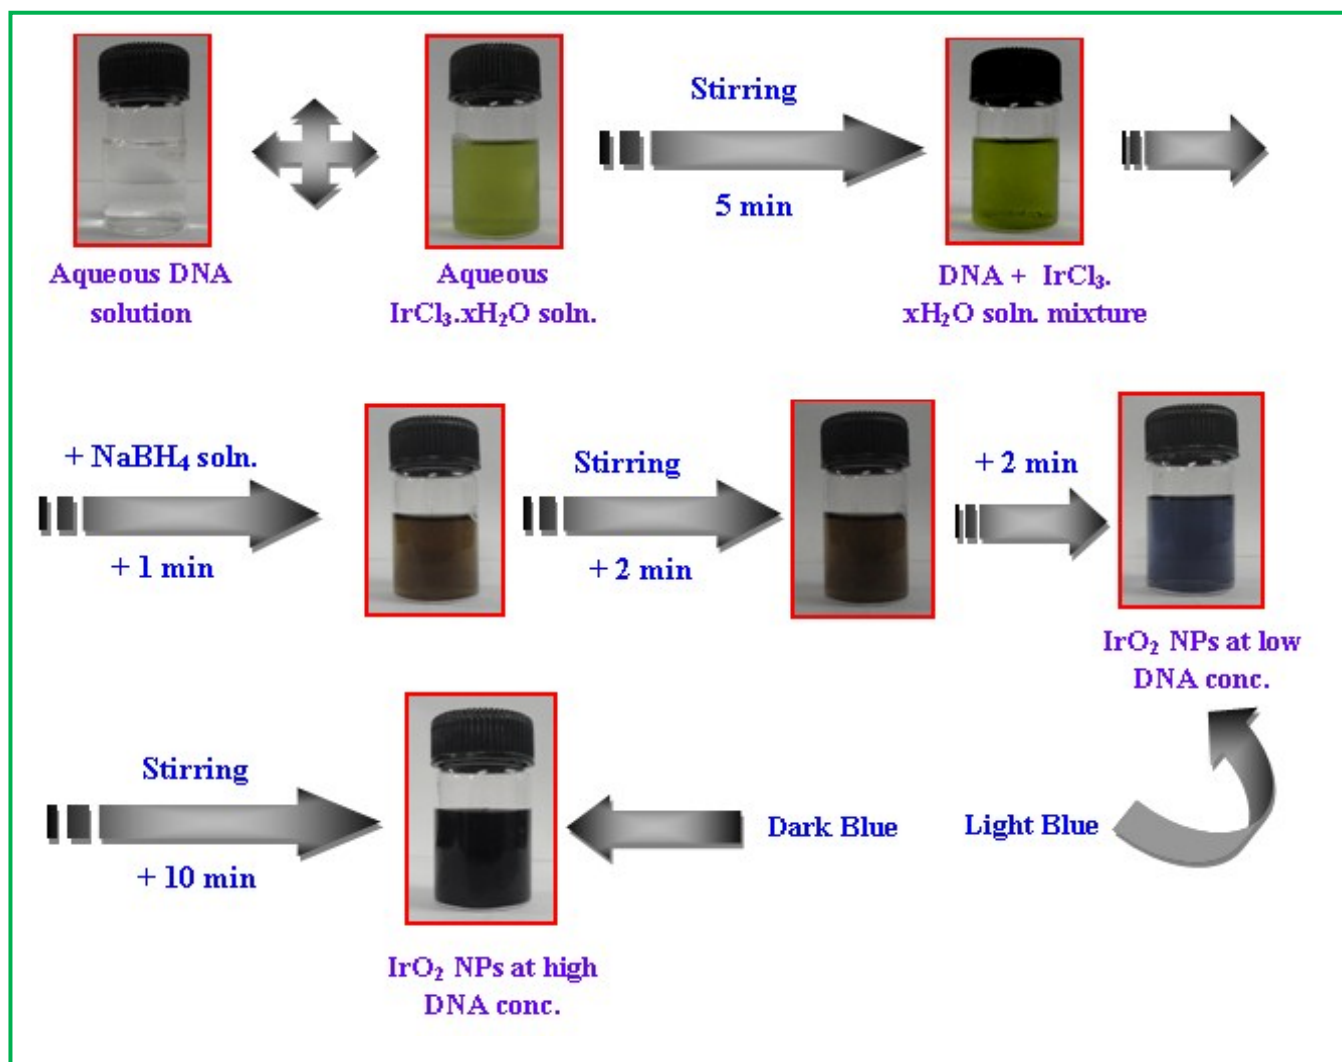 Stirring
5 min
Aqueous DNA
solution
Aqueous
IrCl₃.xH₂O soln.
DNA + IrCl₃.
xH₂O soln. mixture
+ NaBH₄ soln.
+ 1 min
Stirring
+ 2 min
+ 2 min
IrO₂ NPs at low
DNA conc.
Stirring
+ 10 min
Dark Blue
Light Blue
IrO₂ NPs at high
DNA conc.